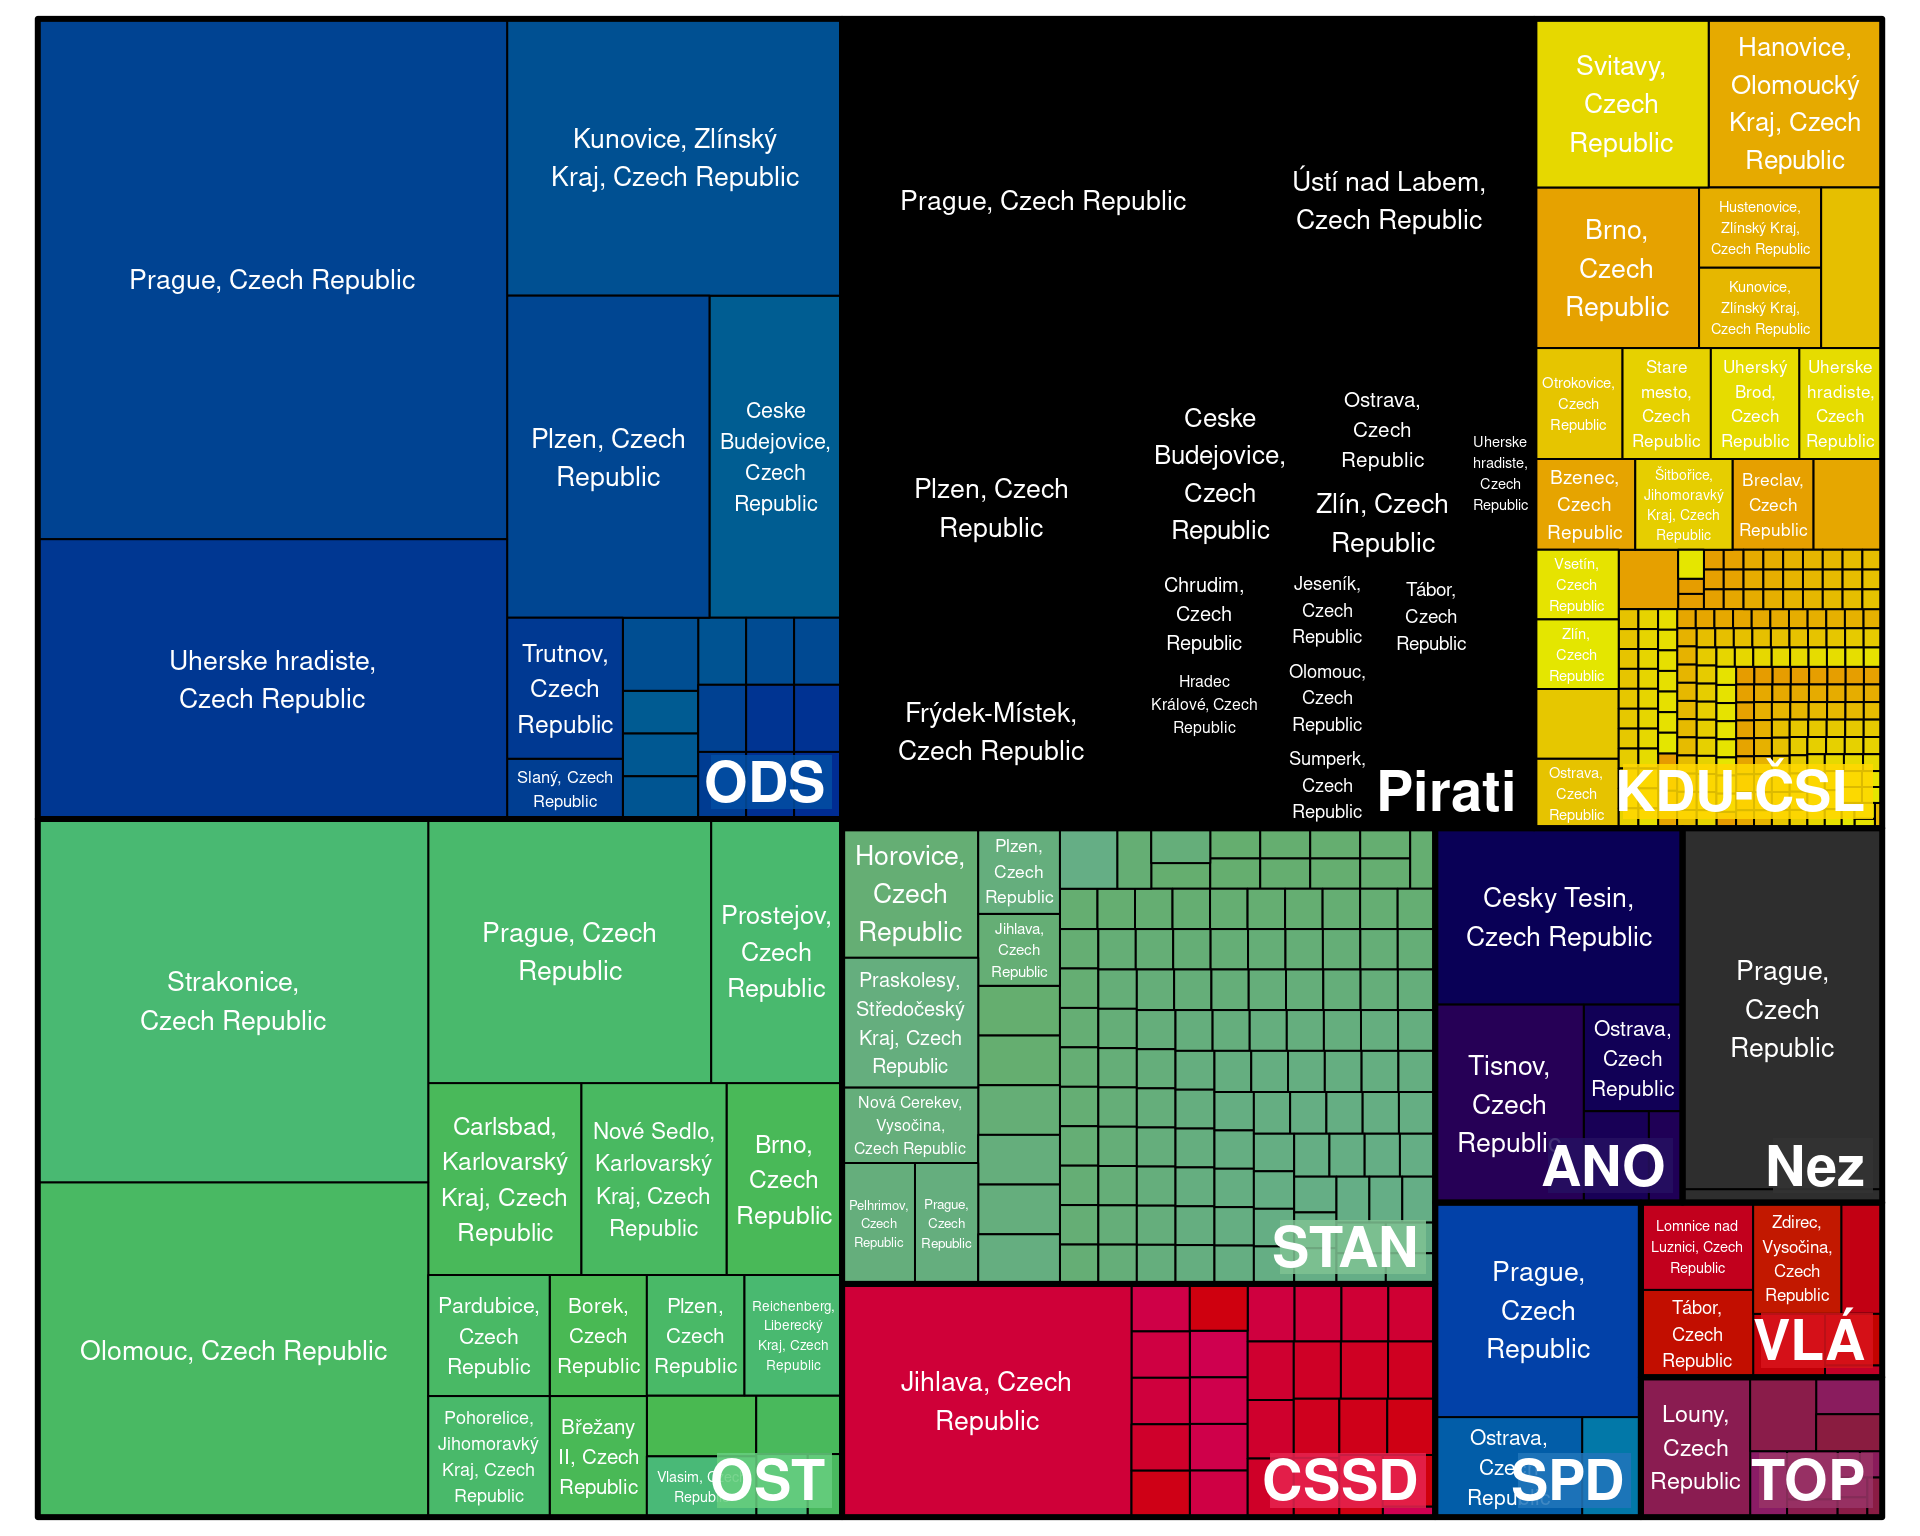 Prague, Czech Republic
Kunovice, Zlínský
Kraj, Czech Republic
Plzen, Czech
Republic
Ceske
Budejovice,
Czech
Republic
Uherske hradiste,
Czech Republic
Trutnov,
Czech
Republic
Slaný, Czech
Republic
ODS
Prague, Czech Republic
Ústí nad Labem,
Czech Republic
Plzen, Czech
Republic
Ceske
Budejovice,
Czech
Republic
Ostrava,
Czech
Republic
Zlín, Czech
Republic
Uherske
hradiste,
Czech
Republic
Frýdek-Místek,
Czech Republic
Chrudim,
Czech
Republic
Hradec
Králové, Czech
Republic
Jeseník,
Czech
Republic
Olomouc,
Czech
Republic
Sumperk,
Czech
Republic
Tábor,
Czech
Republic
Pirati
Svitavy,
Czech
Republic
Hanovice,
Olomoucký
Kraj, Czech
Republic
Brno,
Czech
Republic
Hustenovice,
Zlínský Kraj,
Czech Republic
Kunovice,
Zlínský Kraj,
Czech Republic
Otrokovice,
Czech
Republic
Stare
mesto,
Czech
Republic
Uherský
Brod,
Czech
Republic
Uherske
hradiste,
Czech
Republic
Bzenec,
Czech
Republic
Šitbořice,
Jihomoravký
Kraj, Czech
Republic
Breclav,
Czech
Republic
Vsetín,
Czech
Republic
Zlín,
Czech
Republic
Ostrava,
Czech
Republic
KDU-ČSL
Strakonice,
Czech Republic
Prague, Czech
Republic
Prostejov,
Czech
Republic
Olomouc, Czech Republic
Carlsbad,
Karlovarský
Kraj, Czech
Republic
Nové Sedlo,
Karlovarský
Kraj, Czech
Republic
Brno,
Czech
Republic
Pardubice,
Czech
Republic
Borek,
Czech
Republic
Plzen,
Czech
Republic
Reichenberg,
Liberecký
Kraj, Czech
Republic
Pohorelice,
Jihomoravký
Kraj, Czech
Republic
Břežany
II, Czech
Republic
Vlasim,
OST
Horovice,
Czech
Republic
Plzen,
Czech
Republic
Jihlava,
Czech
Republic
Praskolesy,
Středočeský
Kraj, Czech
Republic
Nová Cerekev,
Vysočina,
Czech Republic
Pelhrimov,
Czech
Republic
Prague,
Czech
Republic
STAN
Jihlava, Czech
Republic
CSSD
Cesky Tesin,
Czech Republic
Tisnov,
Czech
Republic
Ostrava,
Czech
Republic
ANO
Prague,
Czech
Republic
Nez
Prague,
Czech
Republic
Ostrava,
Czech
Republic
SPD
Lomnice nad
Luznici, Czech
Republic
Zdirec,
Vysočina,
Czech
Republic
Tábor,
Czech
Republic
VLÁ
Louny,
Czech
Republic
TOP